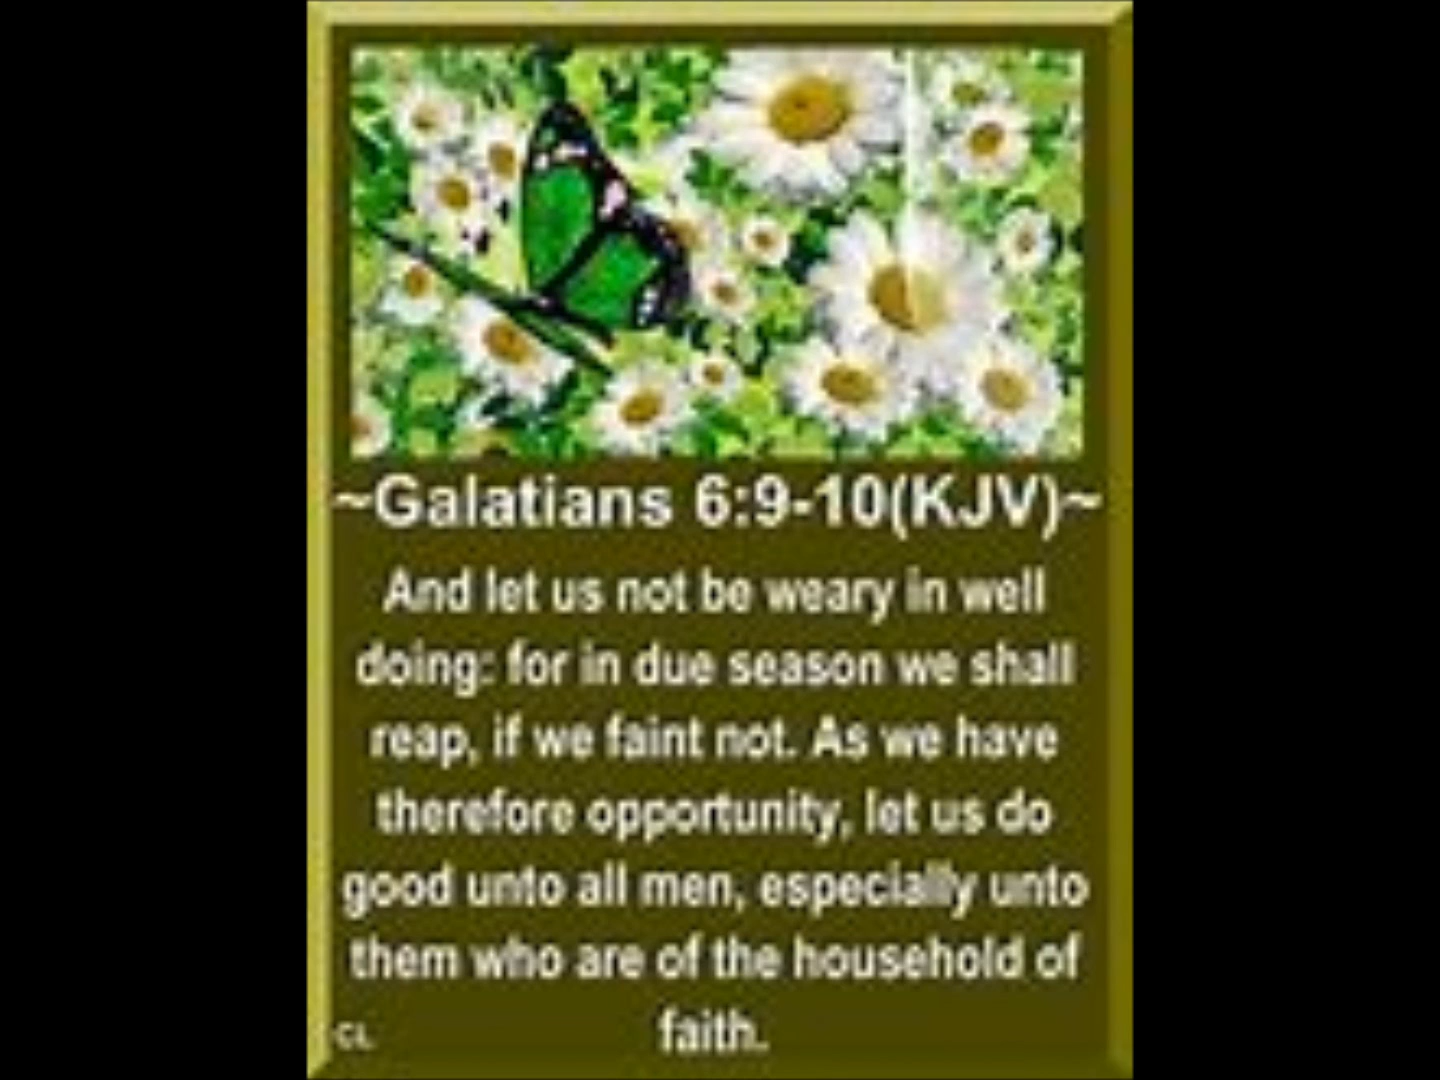 ~Galatians 6:9-10(KJV)~
And let us not be weary in well
doing: for in due season we shall
reap, if we faint not. As we have
therefore opportunity, let us do
good unto all men, especially unto
them who are of the household of
faith.
CL